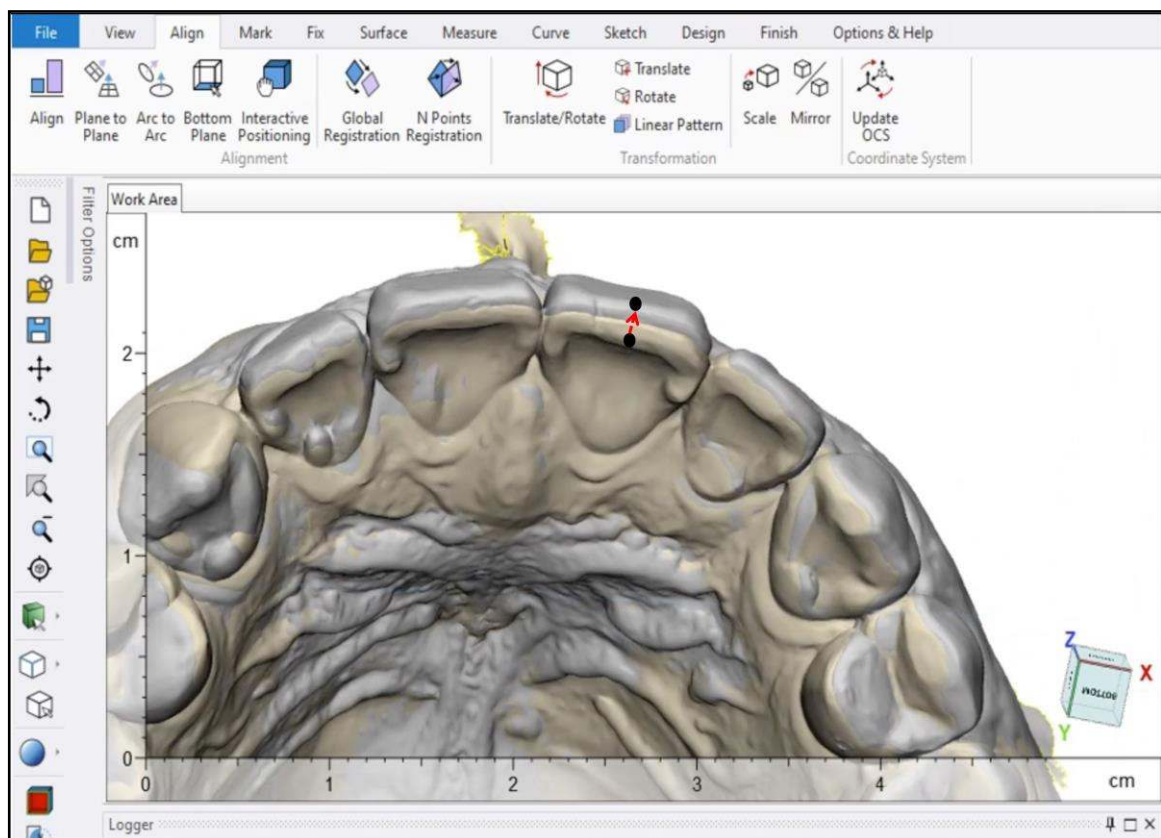 File View Align Mark Fix Surface Measure Curve Sketch Design Finish Options & Help
Align Plane to Plane Arc to Arc Bottom Plane Interactive Positioning Global Registration N Points Registration Translate/Rotate Translate Rotate Linear Pattern Scale Mirror Update OCS
Alignment Transformation Coordinate System
Filter Options
Work Area
cm
2
1
0
0 1 2 3 4 cm
Z
X
Y
BOTTOM
Logger